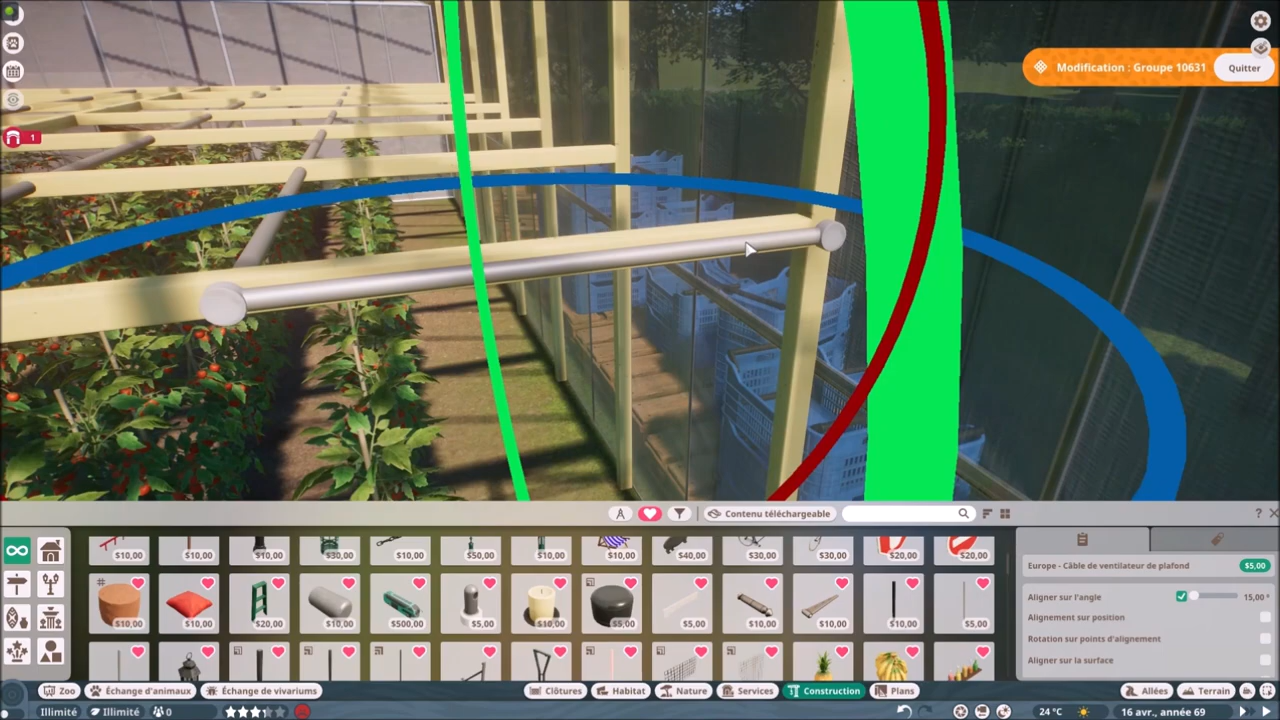 Modification : Groupe 10631
Quitter
1
Contenu téléchargeable
?
$10,00 $10,00 $10,00 $30,00 $10,00 $50,00 $10,00 $10,00 $40,00 $30,00 $30,00 $20,00 $20,00
$10,00 $10,00 $20,00 $10,00 $500,00 $5,00 $10,00 $5,00 $5,00 $10,00 $10,00 $10,00 $5,00
Europe - Câble de ventilateur de plafond $5,00
Aligner sur l'angle 15,00 °
Alignement sur position
Rotation sur points d'alignement
Aligner sur la surface
Zoo Échange d'animaux Échange de vivariums Clôtures Habitat Nature Services Construction Plans Allées Terrain
Illimité Illimité 0 24 °C 16 avr., année 69